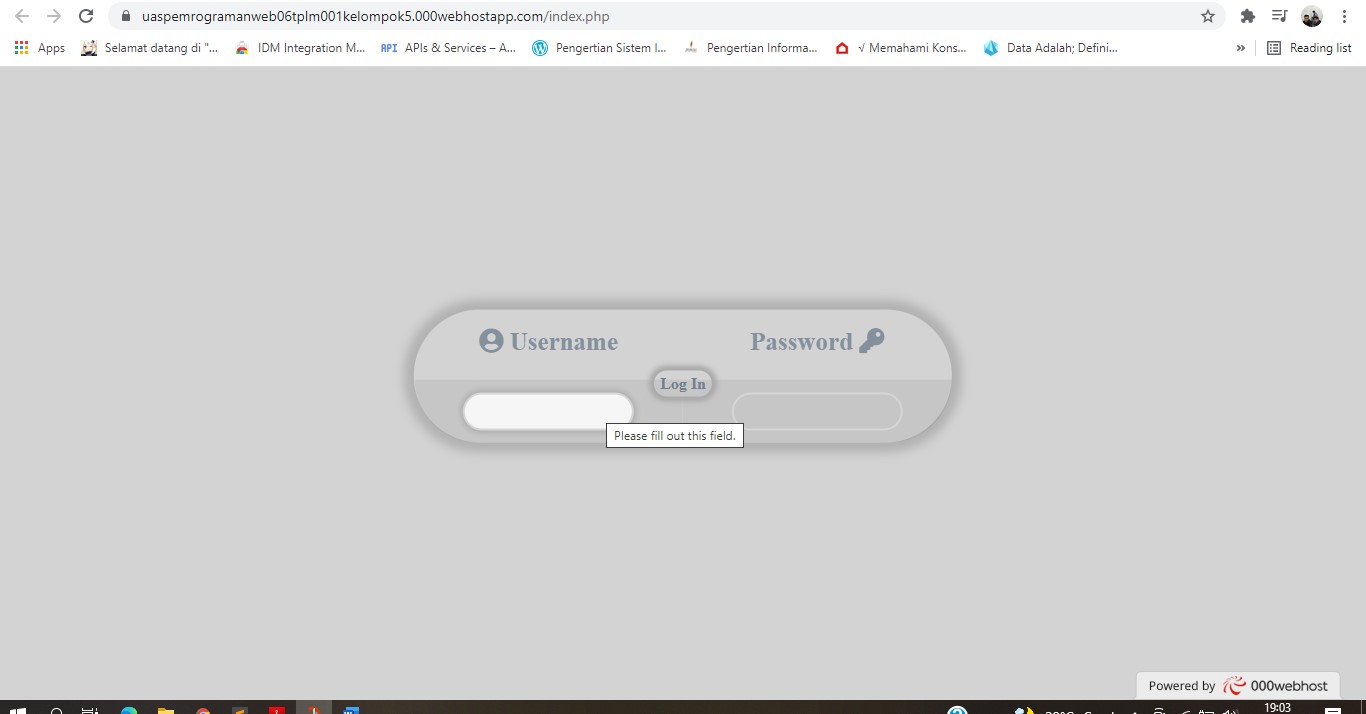 uaspemrogramanweb06tplm001kelompok5.000webhostapp.com/index.php
Apps Selamat datang di "... IDM Integration M... API APIs & Services – A... Pengertian Sistem I... Pengertian Informa... √ Memahami Kons... Data Adalah; Defini... » Reading list
Username Password
Log In
Please fill out this field.
Powered by 000webhost
19:03